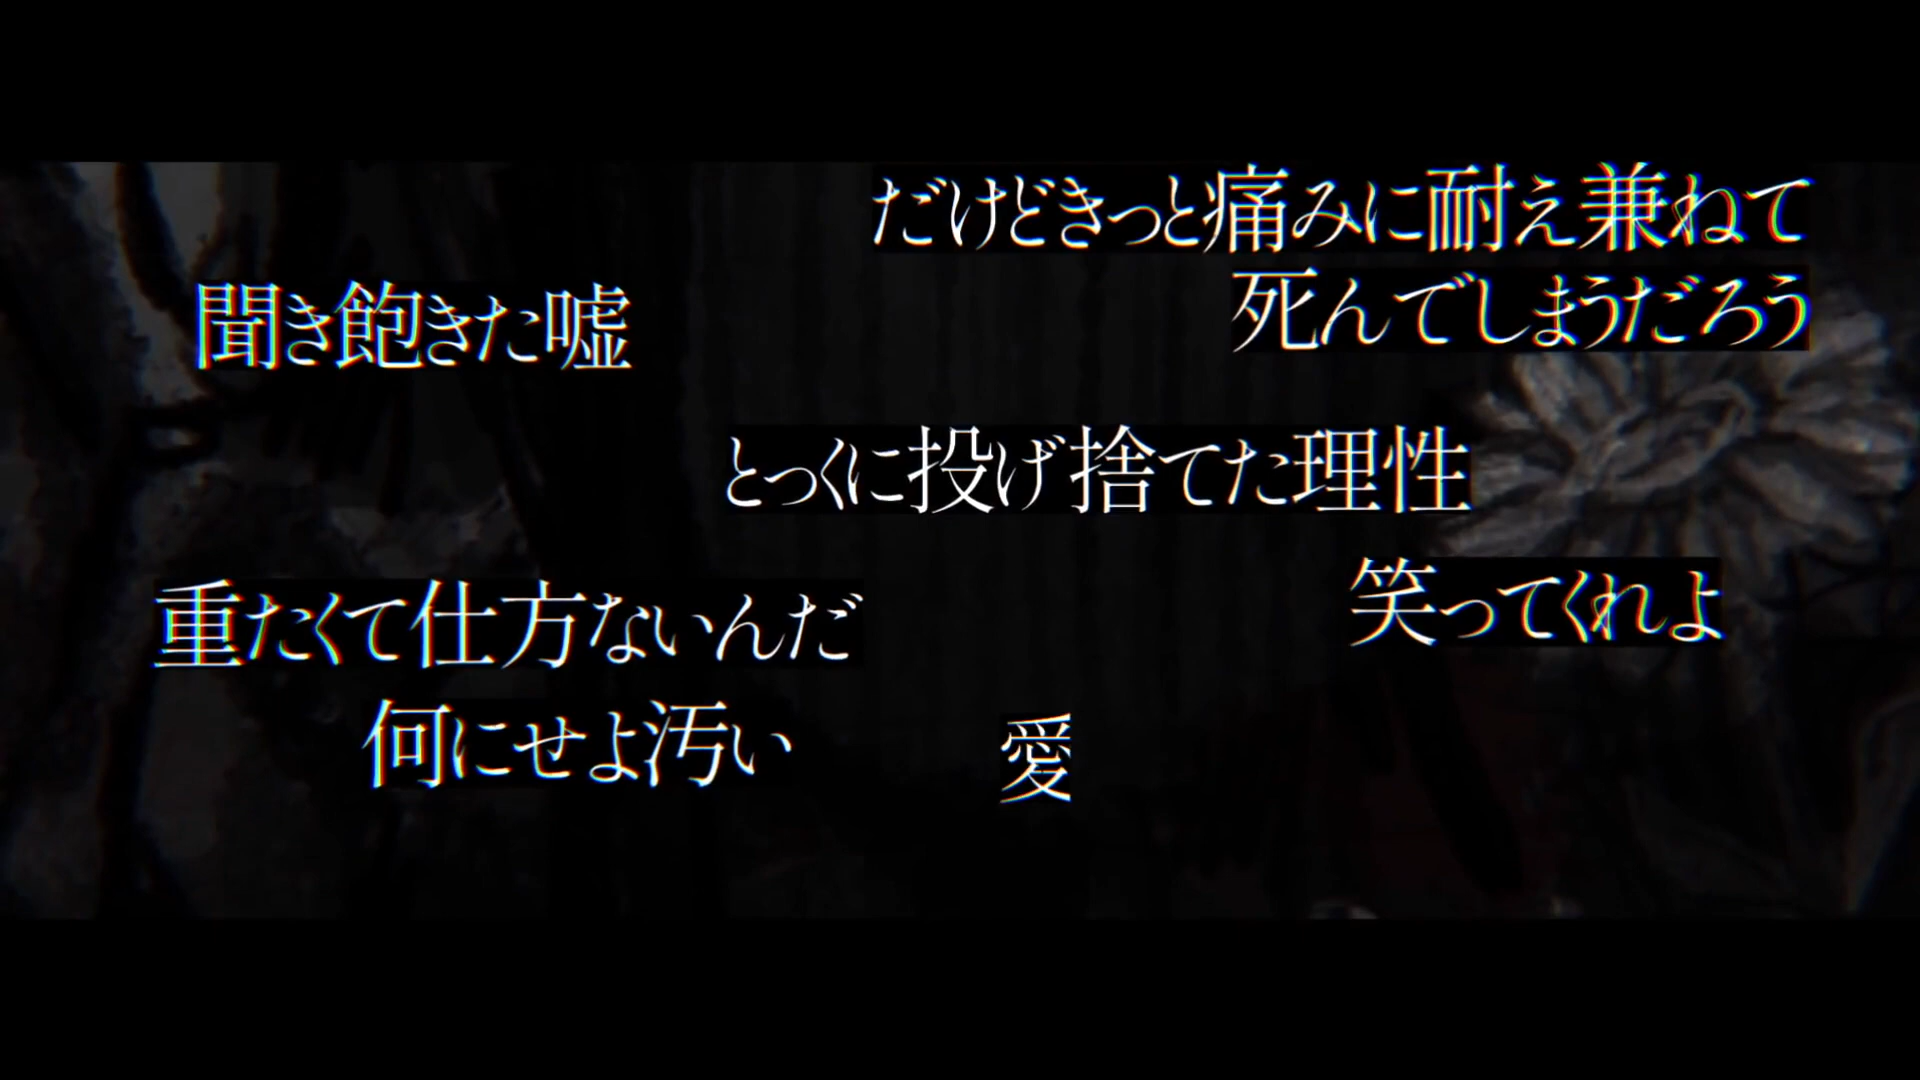 だけどきっと痛みに耐え兼ねて
死んでしまうだろう
聞き飽きた嘘
とっくに投げ捨てた理性
笑ってくれよ
重たくて仕方ないんだ
何にせよ汚い
愛